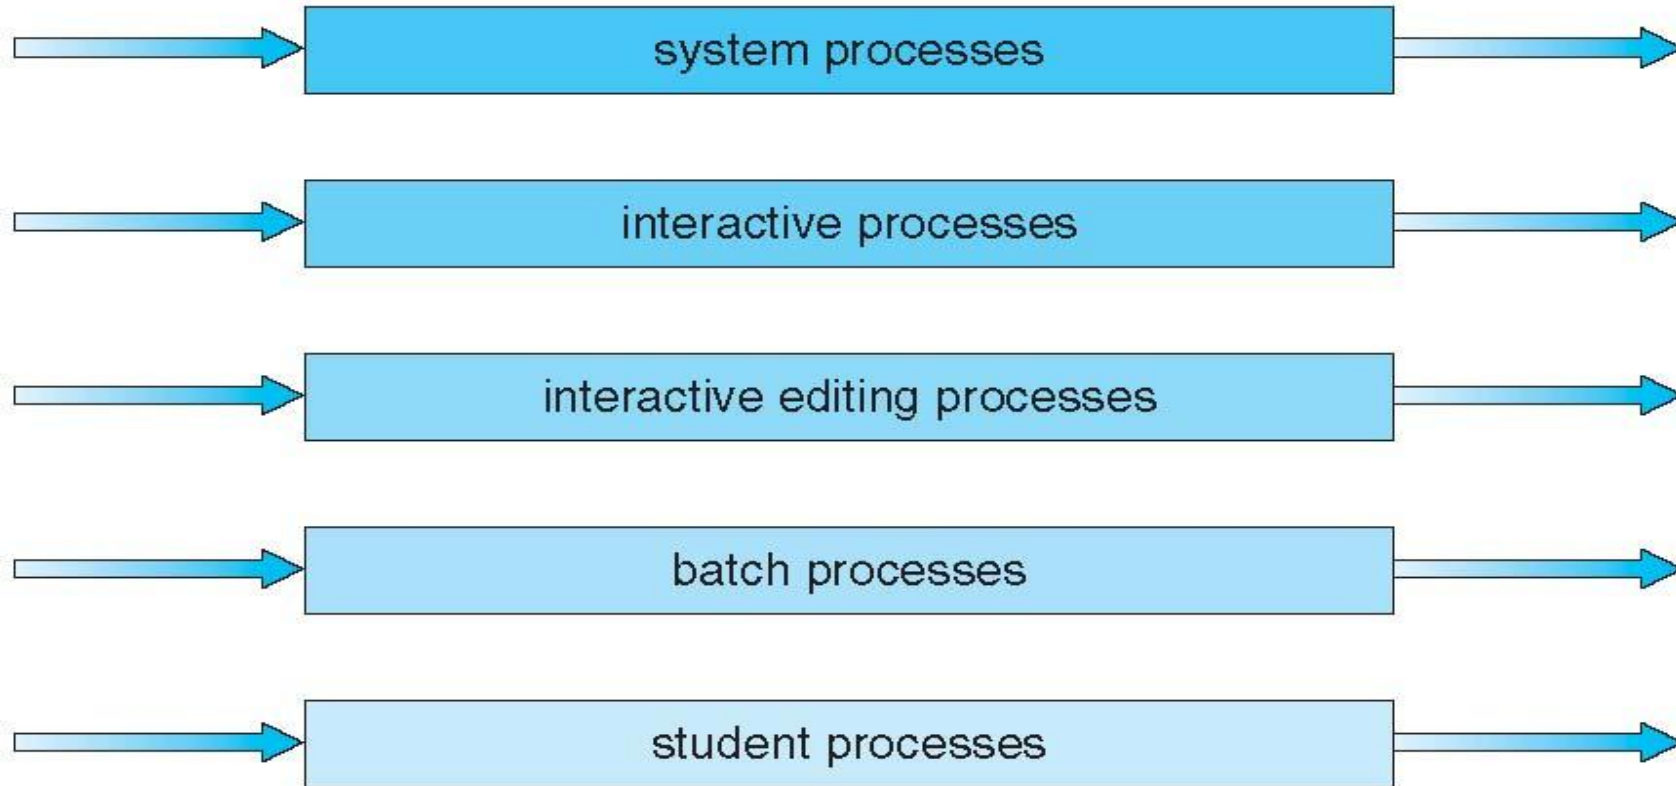 system processes
interactive processes
interactive editing processes
batch processes
student processes